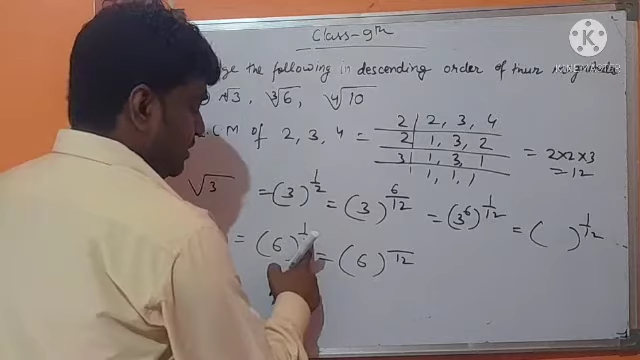 Class-9th
the following in descending order of their magnitudes
√3, ∛6, ∜10
CM of 2, 3, 4 =
2 | 2, 3, 4
2 | 1, 3, 2
3 | 1, 3, 1
1, 1, 1
= 2×2×3
= 12
√3 = (3)^(1/2) = (3)^(6/12) = (3^6)^(1/12) = ( )^(1/12)
= (6)^(1/ = (6)^( /12)